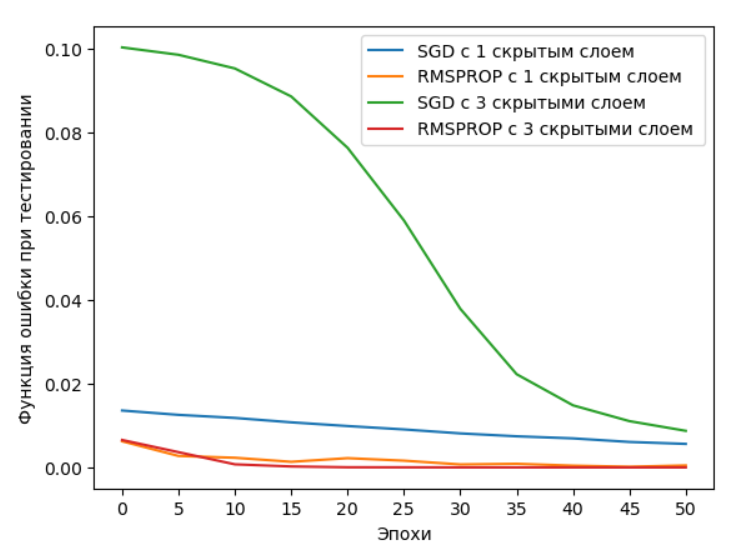 SGD с 1 скрытым слоем
RMSPROP с 1 скрытым слоем
SGD с 3 скрытыми слоем
RMSPROP с 3 скрытыми слоем
Функция ошибки при тестировании
0.10
0.08
0.06
0.04
0.02
0.00
0 5 10 15 20 25 30 35 40 45 50
Эпохи